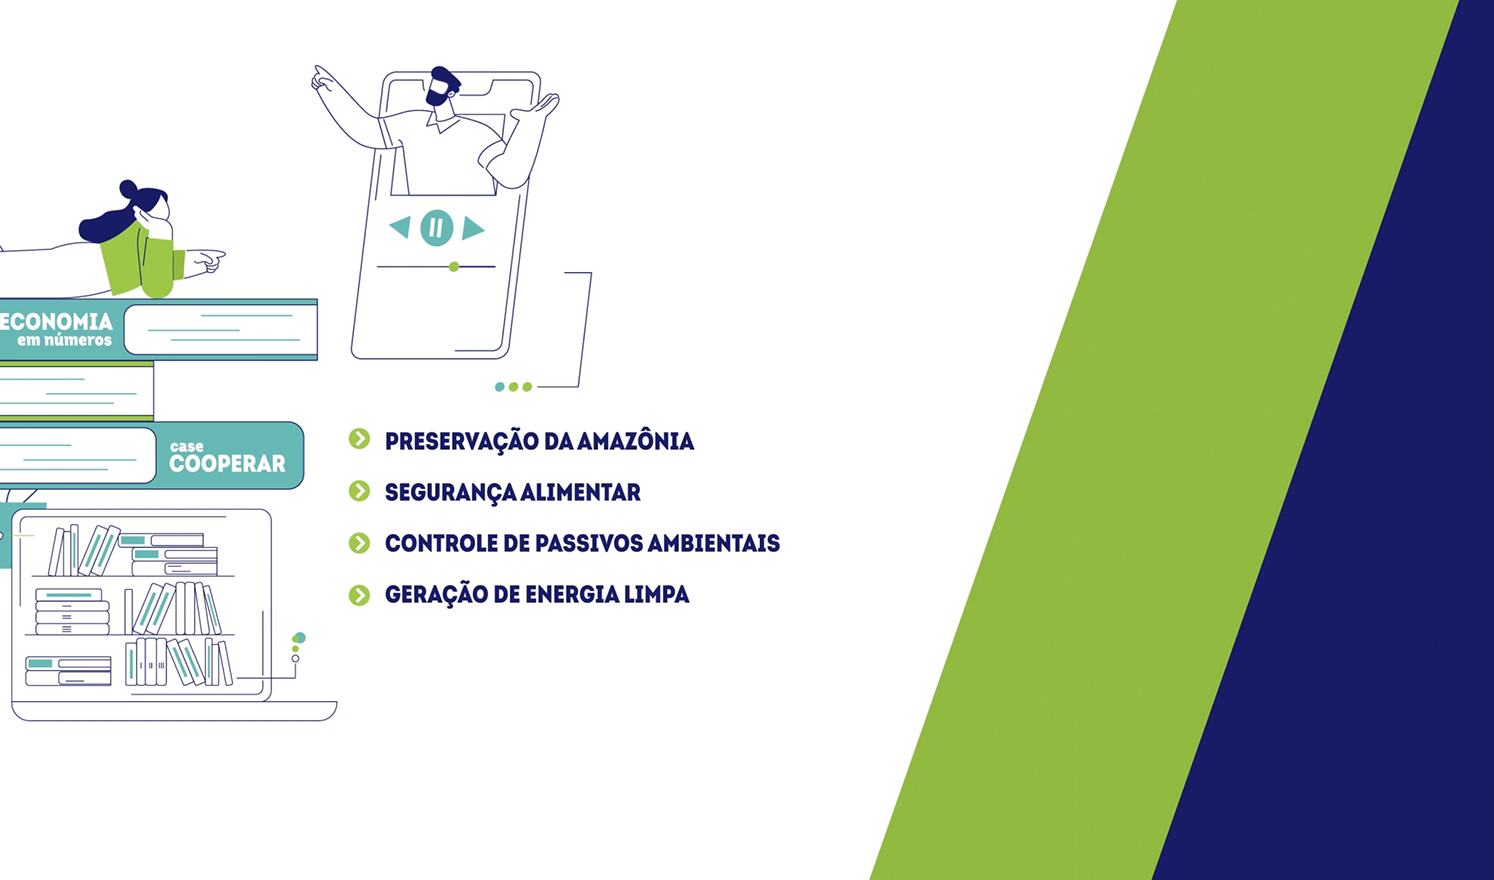 ECONOMIA
em números
case
COOPERAR
PRESERVAÇÃO DA AMAZÔNIA
SEGURANÇA ALIMENTAR
CONTROLE DE PASSIVOS AMBIENTAIS
GERAÇÃO DE ENERGIA LIMPA